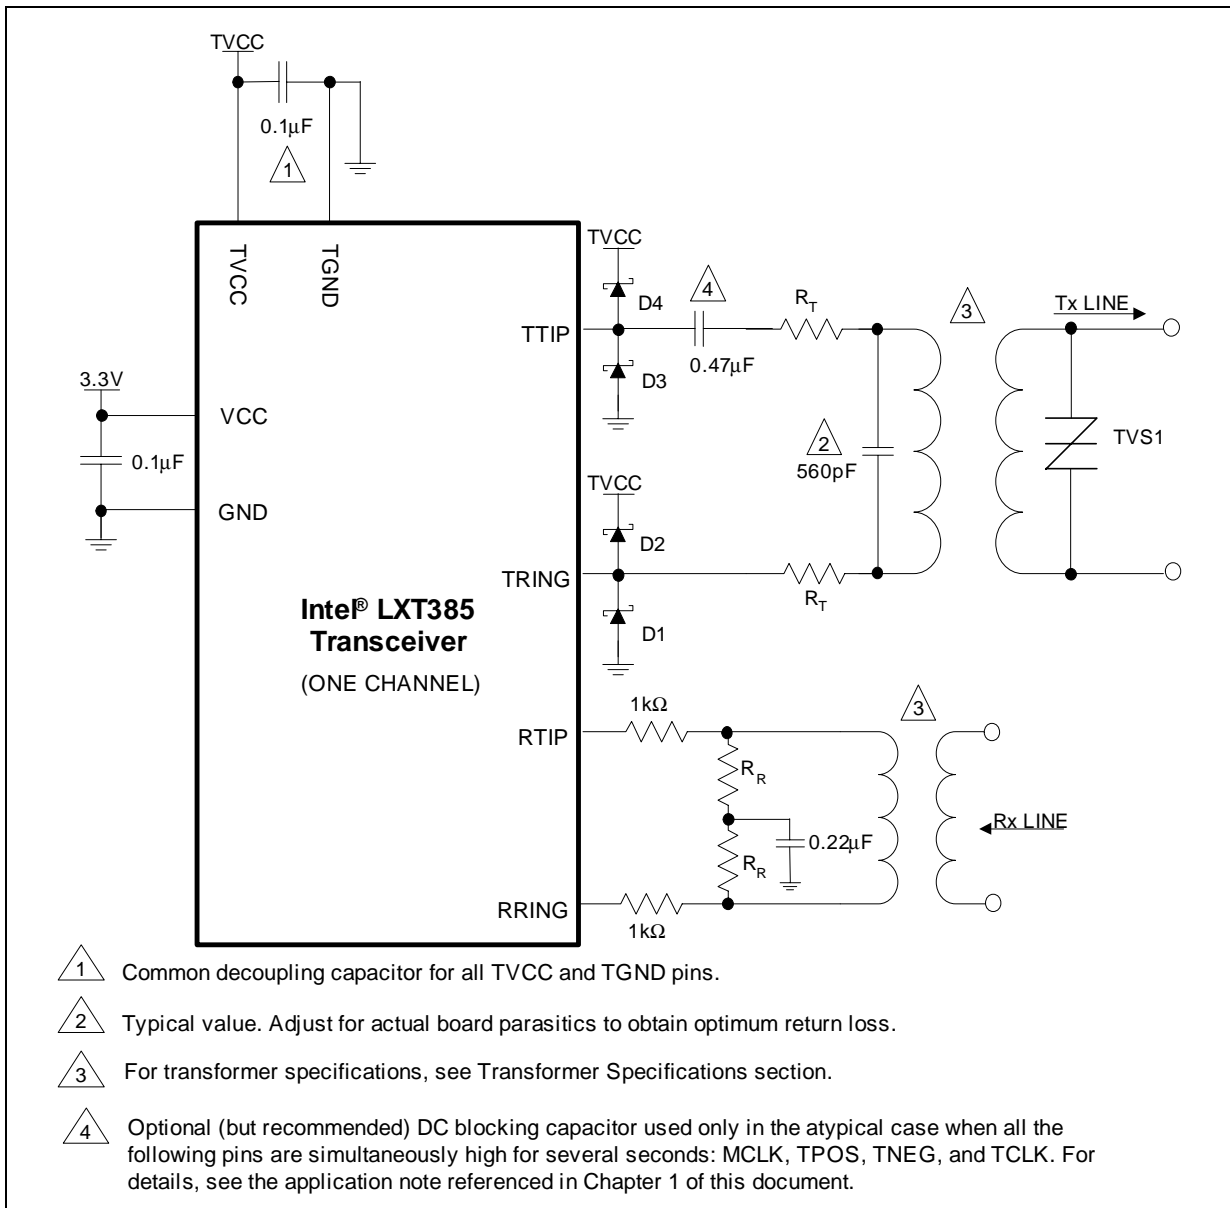 TVCC
0.1µF
1
TVCC
TGND
TVCC
D4
4
R_T
3
Tx LINE
TTIP
0.47µF
D3
3.3V
VCC
0.1µF
2
560pF
TVS1
GND
TVCC
D2
TRING
R_T
D1
Intel® LXT385
Transceiver
(ONE CHANNEL)
1kΩ
3
RTIP
R_R
0.22µF
Rx LINE
R_R
RRING
1kΩ
1 Common decoupling capacitor for all TVCC and TGND pins.
2 Typical value. Adjust for actual board parasitics to obtain optimum return loss.
3 For transformer specifications, see Transformer Specifications section.
4 Optional (but recommended) DC blocking capacitor used only in the atypical case when all the
following pins are simultaneously high for several seconds: MCLK, TPOS, TNEG, and TCLK. For
details, see the application note referenced in Chapter 1 of this document.